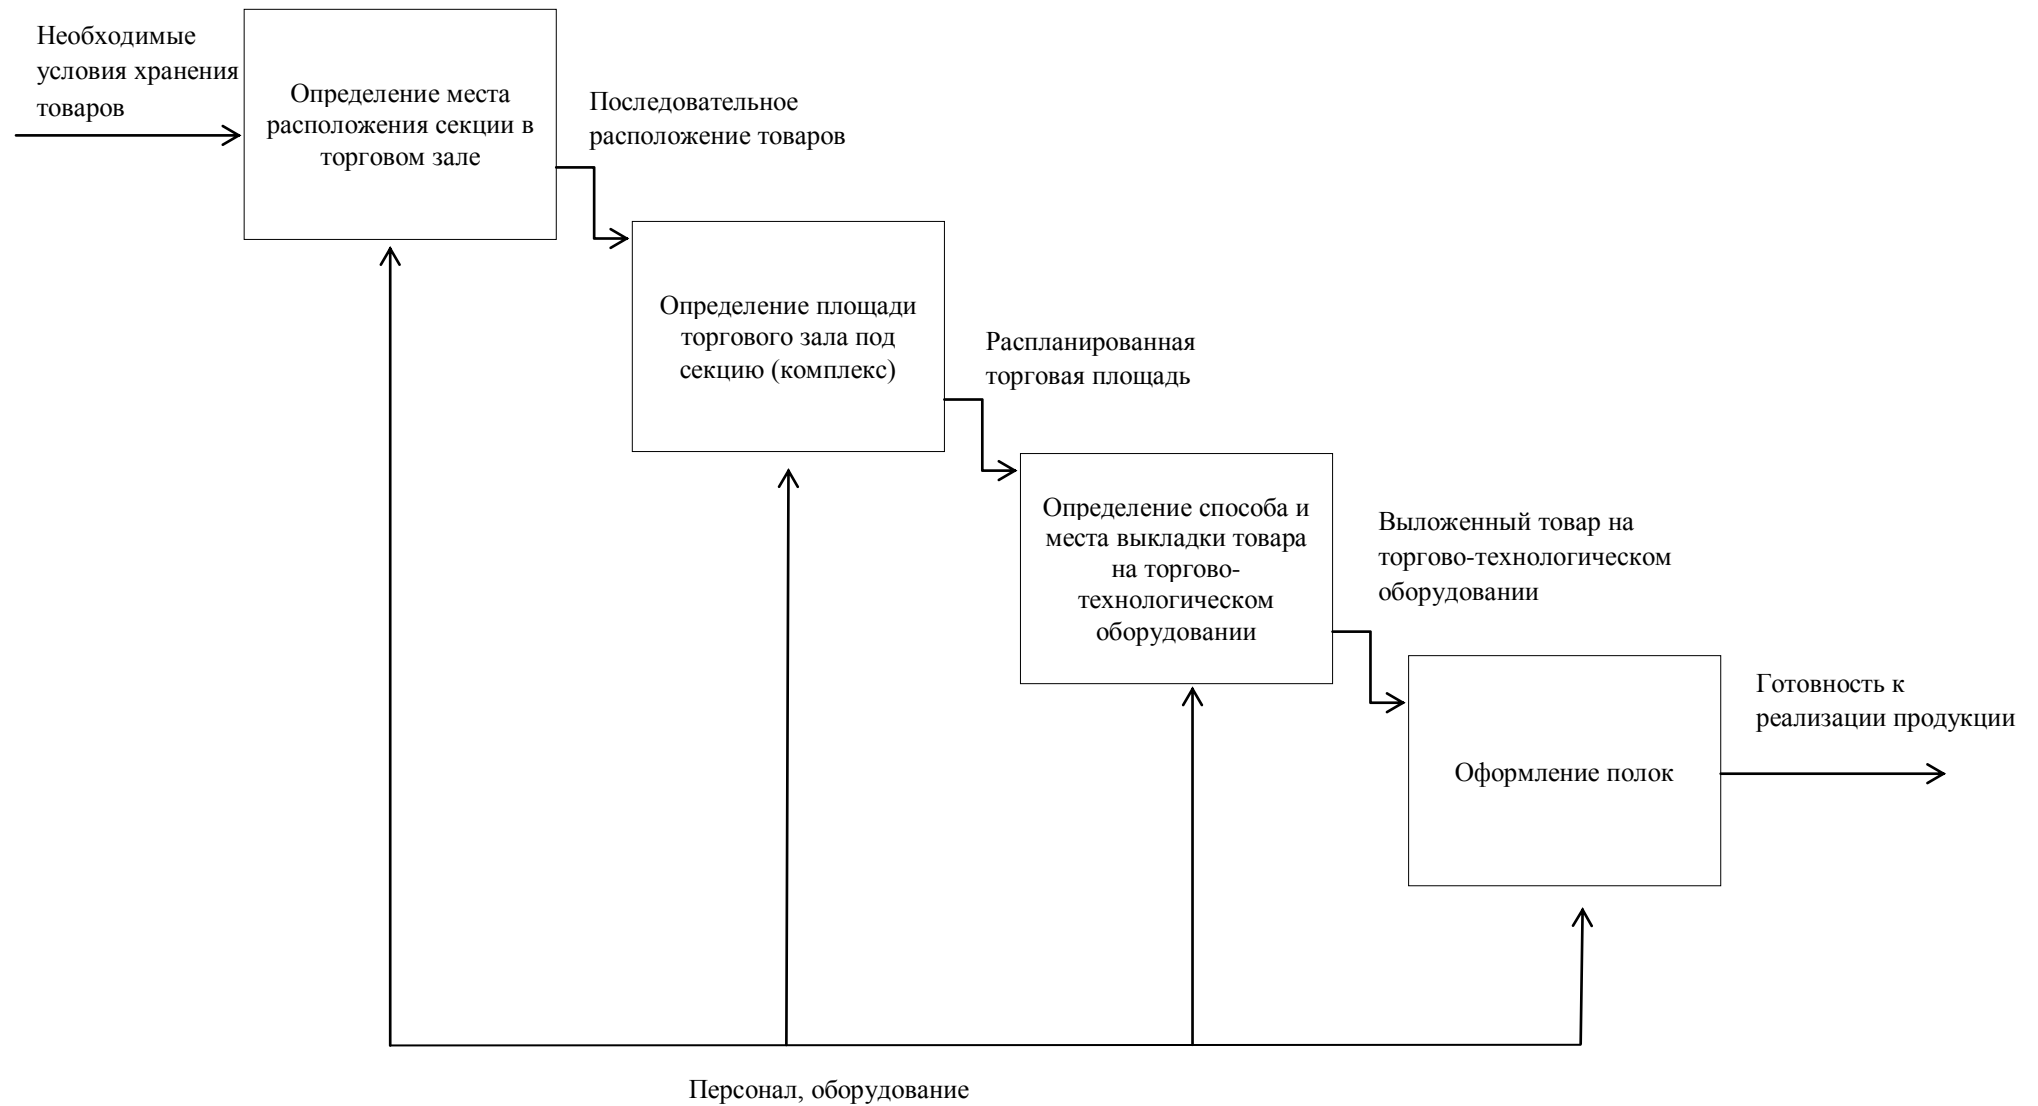 Необходимые
условия хранения
товаров
Определение места
расположения секции в
торговом зале
Последовательное
расположение товаров
Определение площади
торгового зала под
секцию (комплекс)
Распланированная
торговая площадь
Определение способа и
места выкладки товара
на торгово-
технологическом
оборудовании
Выложенный товар на
торгово-технологическом
оборудовании
Оформление полок
Готовность к
реализации продукции
Персонал, оборудование